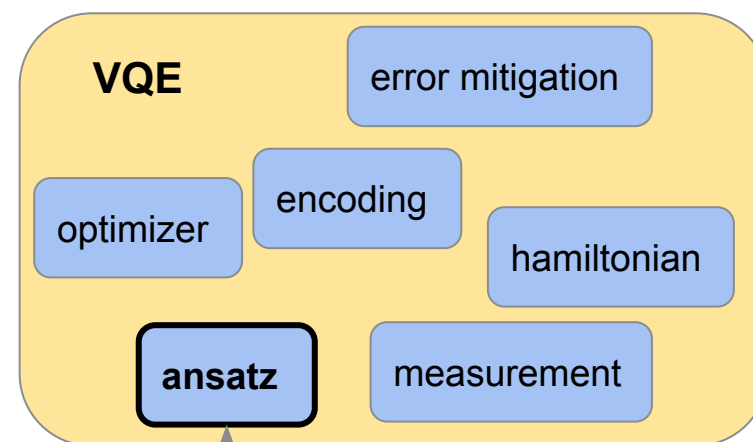 VQE
error mitigation
encoding
optimizer
hamiltonian
ansatz
measurement